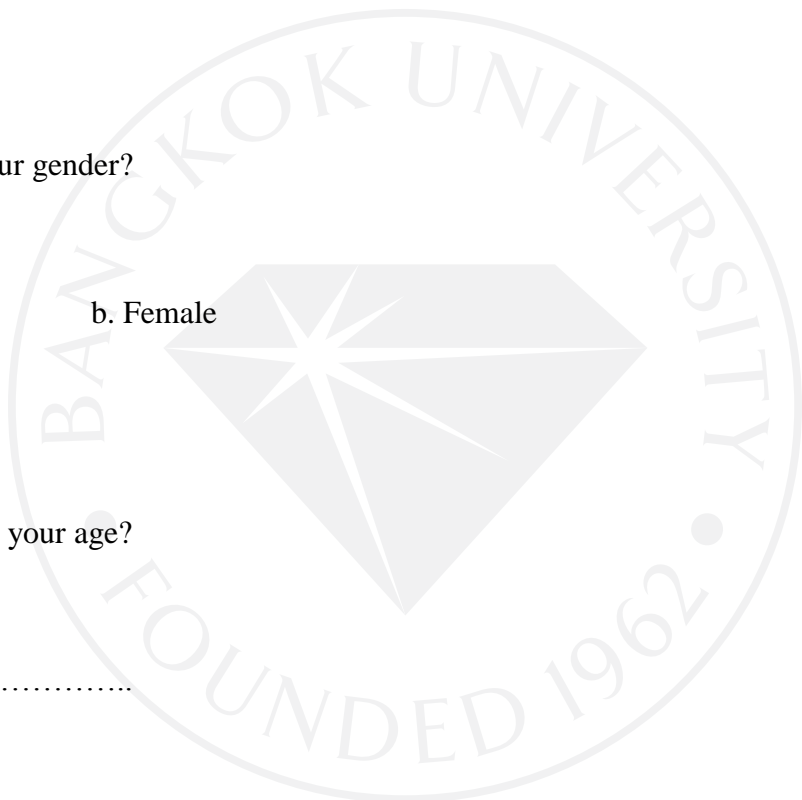 BANGKOK UNIVERSITY
ur gender?
b. Female
your age?
…………..
FOUNDED 1962